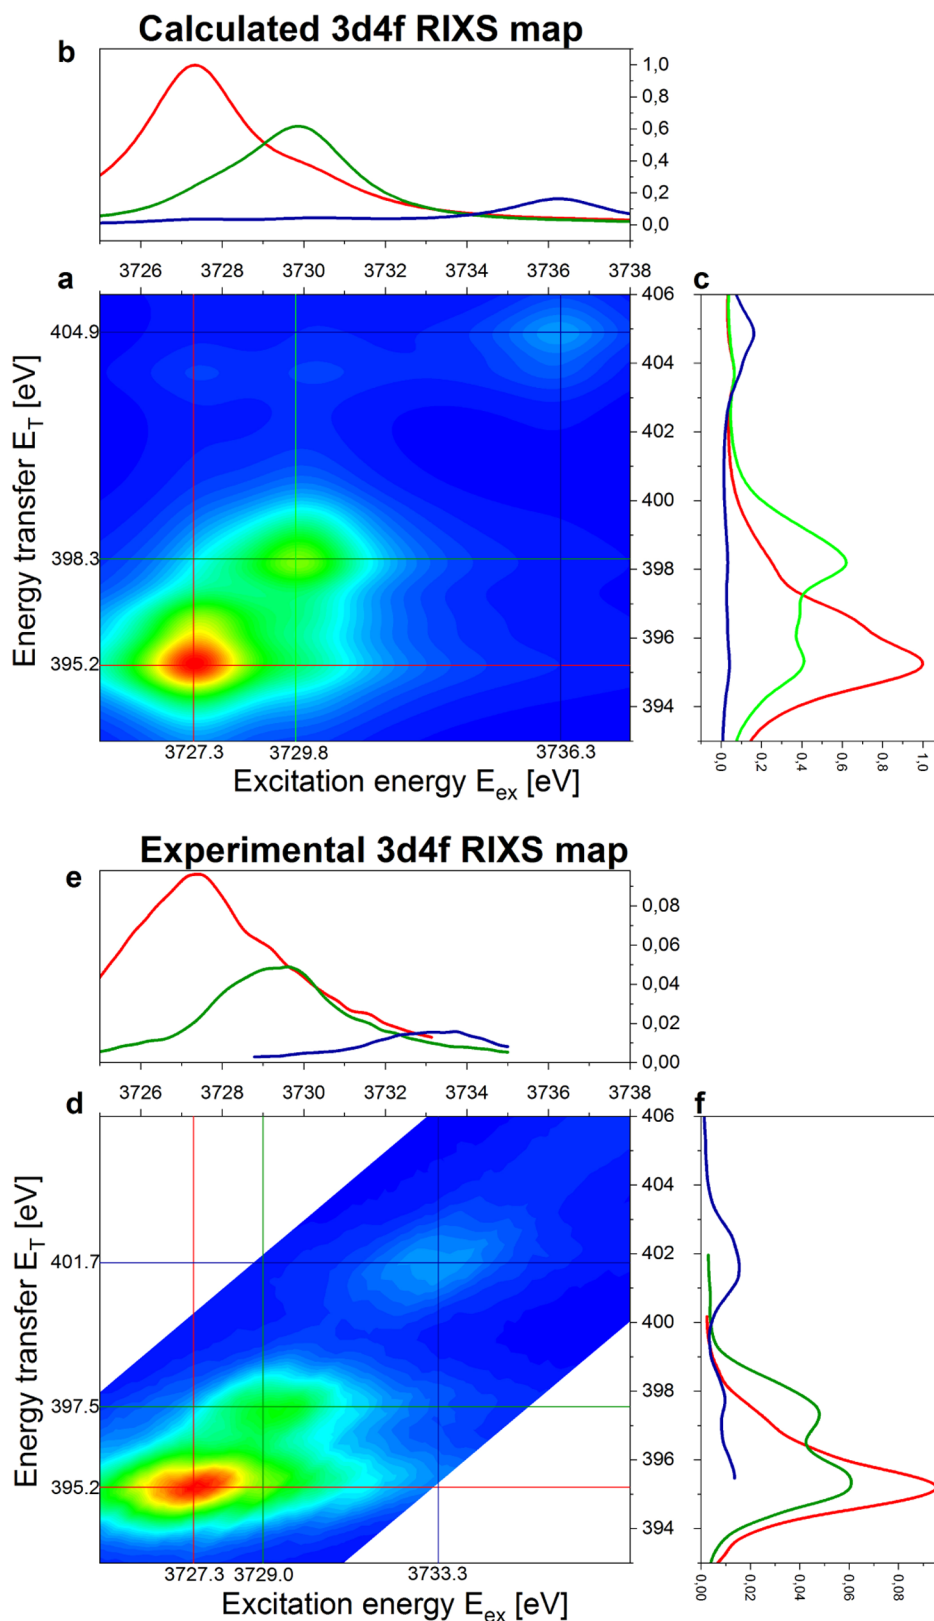 Calculated 3d4f RIXS map
b
1,0
0,8
0,6
0,4
0,2
0,0
3726 3728 3730 3732 3734 3736 3738
a
c
406
404
402
400
398
396
394
404.9
398.3
395.2
Energy transfer E_T [eV]
3727.3 3729.8 3736.3
Excitation energy E_ex [eV]
0,0 0,2 0,4 0,6 0,8 1,0
Experimental 3d4f RIXS map
e
0,08
0,06
0,04
0,02
0,00
3726 3728 3730 3732 3734 3736 3738
d
f
406
404
402
400
398
396
394
401.7
397.5
395.2
Energy transfer E_T [eV]
3727.3 3729.0 3733.3
Excitation energy E_ex [eV]
0,00 0,02 0,04 0,06 0,08